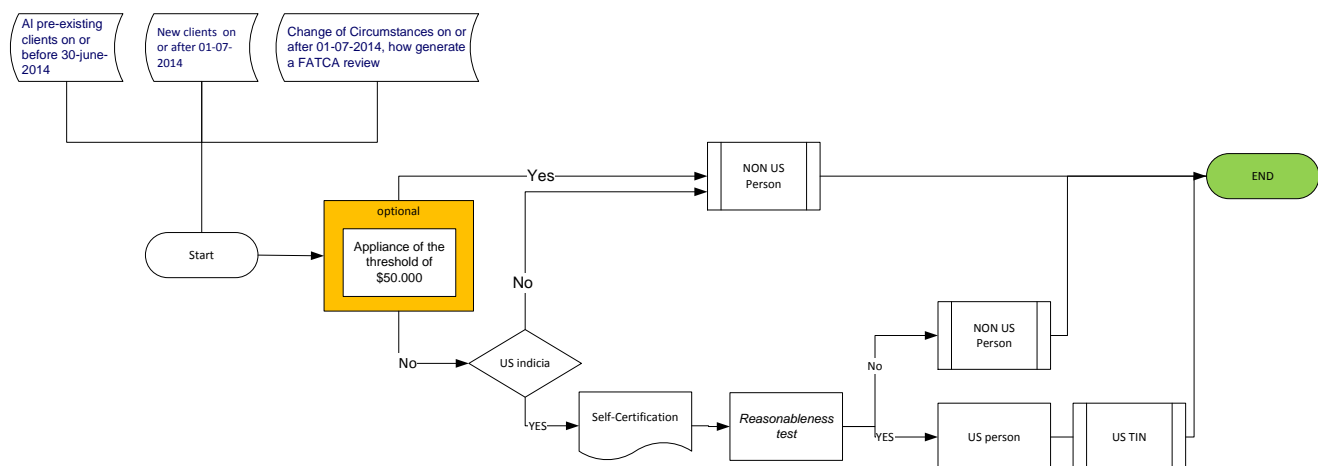 AI pre-existing
clients on or
before 30-june-
2014
New clients on
or after 01-07-
2014
Change of Circumstances on or
after 01-07-2014, how generate
a FATCA review
Yes
NON US
Person
END
optional
Appliance of the
threshold of
$50.000
Start
No
No
US indicia
NON US
Person
No
YES
Self-Certification
Reasonableness
test
YES
US person
US TIN